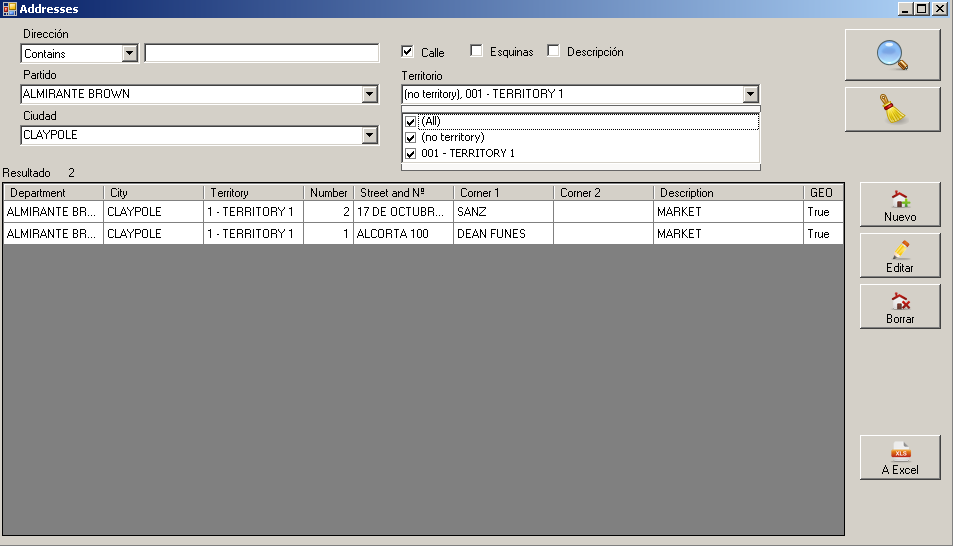 Addresses
Dirección
Contains
Calle Esquinas Descripción
Partido
ALMIRANTE BROWN
Territorio
(no territory), 001 - TERRITORY 1
(All)
(no territory)
001 - TERRITORY 1
Ciudad
CLAYPOLE
Resultado 2
Department City Territory Number Street and Nº Corner 1 Corner 2 Description GEO
ALMIRANTE BR... CLAYPOLE 1 - TERRITORY 1 2 17 DE OCTUBR... SANZ MARKET True
ALMIRANTE BR... CLAYPOLE 1 - TERRITORY 1 1 ALCORTA 100 DEAN FUNES MARKET True
Nuevo
Editar
Borrar
XLS
A Excel